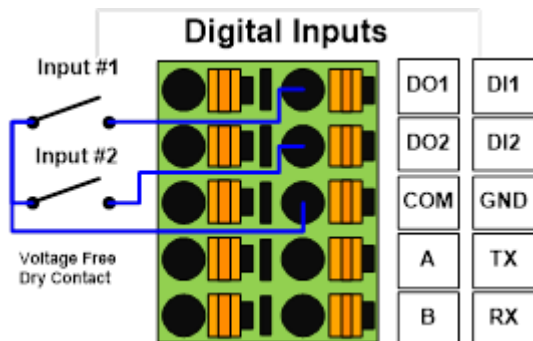 Digital Inputs
Input #1
Input #2
Voltage Free
Dry Contact
DO1 DI1
DO2 DI2
COM GND
A TX
B RX